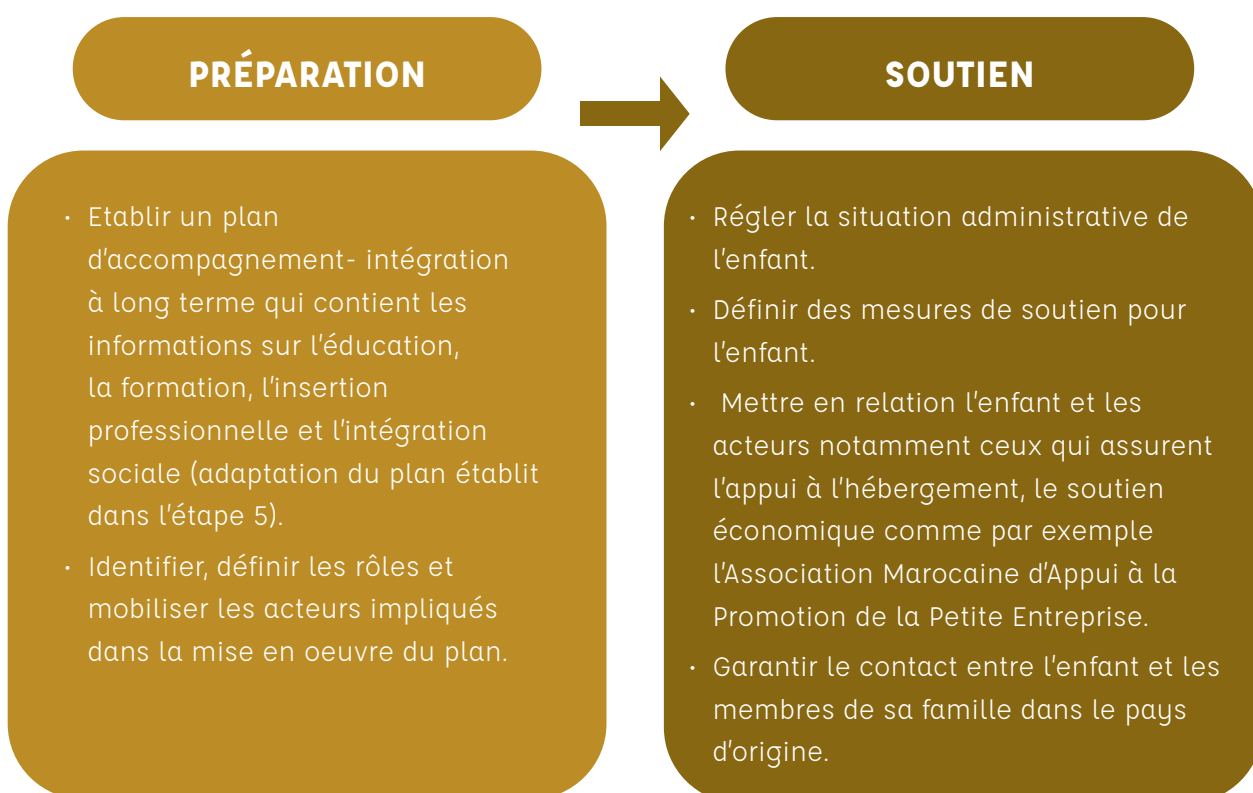 PRÉPARATION
· Etablir un plan
d'accompagnement- intégration
à long terme qui contient les
informations sur l'éducation,
la formation, l'insertion
professionnelle et l'intégration
sociale (adaptation du plan établit
dans l'étape 5).
· Identifier, définir les rôles et
mobiliser les acteurs impliqués
dans la mise en oeuvre du plan.
SOUTIEN
· Régler la situation administrative de
l'enfant.
· Définir des mesures de soutien pour
l'enfant.
· Mettre en relation l'enfant et les
acteurs notamment ceux qui assurent
l'appui à l'hébergement, le soutien
économique comme par exemple
l'Association Marocaine d'Appui à la
Promotion de la Petite Entreprise.
· Garantir le contact entre l'enfant et les
membres de sa famille dans le pays
d'origine.